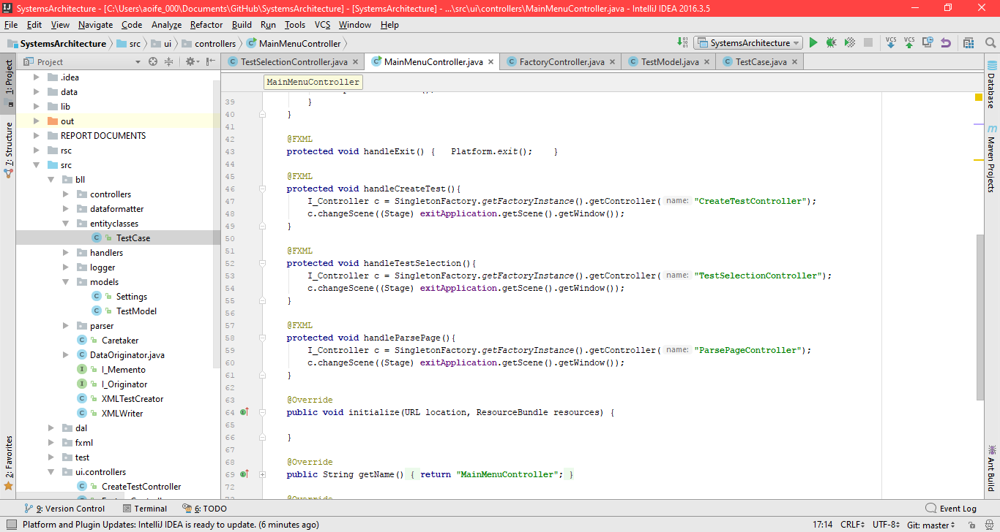 SystemsArchitecture - [C:\Users\aoife_000\Documents\GitHub\SystemsArchitecture] - [SystemsArchitecture] - ...\src\ui\controllers\MainMenuController.java - IntelliJ IDEA 2016.3.5
File Edit View Navigate Code Analyze Refactor Build Run Tools VCS Window Help
SystemsArchitecture src ui controllers MainMenuController SystemsArchitecture VCS VCS
Project TestSelectionController.java MainMenuController.java FactoryController.java TestModel.java TestCase.java
1: Project
7: Structure
2: Favorites
.idea
data
lib
out
REPORT DOCUMENTS
rsc
src
bll
controllers
dataformatter
entityclasses
TestCase
handlers
logger
models
Settings
TestModel
parser
Caretaker
DataOriginator.java
I_Memento
I_Originator
XMLTestCreator
XMLWriter
dal
fxml
test
ui.controllers
CreateTestController
MainMenuController
39 }
40 }
41
42 @FXML
43 protected void handleExit() { Platform.exit(); }
44
45 @FXML
46 protected void handleCreateTest(){
47 I_Controller c = SingletonFactory.getFactoryInstance().getController( name: "CreateTestController");
48 c.changeScene((Stage) exitApplication.getScene().getWindow());
49 }
50
51 @FXML
52 protected void handleTestSelection(){
53 I_Controller c = SingletonFactory.getFactoryInstance().getController( name: "TestSelectionController");
54 c.changeScene((Stage) exitApplication.getScene().getWindow());
55 }
56
57 @FXML
58 protected void handleParsePage(){
59 I_Controller c = SingletonFactory.getFactoryInstance().getController( name: "ParsePageController");
60 c.changeScene((Stage) exitApplication.getScene().getWindow());
61 }
62
63 @Override
64 public void initialize(URL location, ResourceBundle resources) {
65
66 }
67
68 @Override
69 public String getName() { return "MainMenuController"; }
72
@Override
Database
Maven Projects
Ant Build
9: Version Control Terminal 6: TODO Event Log
Platform and Plugin Updates: IntelliJ IDEA is ready to update. (6 minutes ago) 17:14 CRLF UTF-8 Git: master